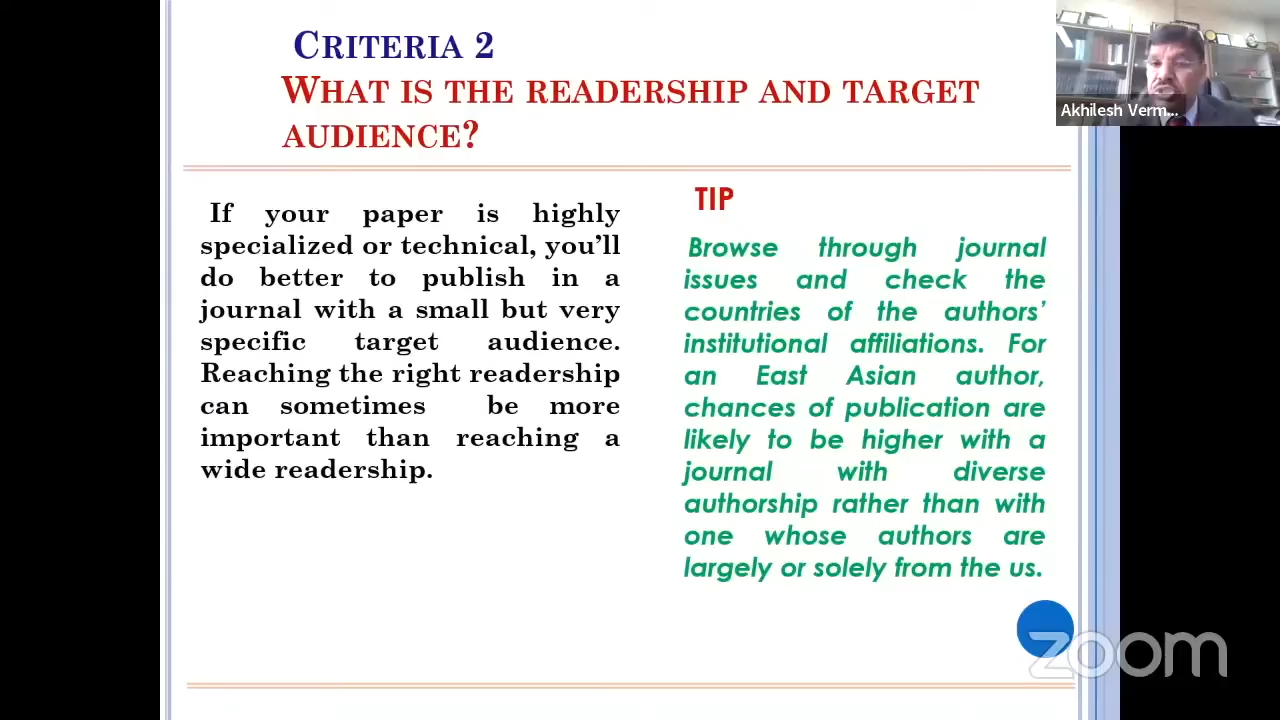 CRITERIA 2
WHAT IS THE READERSHIP AND TARGET
AUDIENCE?
If your paper is highly
specialized or technical, you’ll
do better to publish in a
journal with a small but very
specific target audience.
Reaching the right readership
can sometimes be more
important than reaching a
wide readership.
TIP
Browse through journal
issues and check the
countries of the authors’
institutional affiliations. For
an East Asian author,
chances of publication are
likely to be higher with a
journal with diverse
authorship rather than with
one whose authors are
largely or solely from the us.
Akhilesh Verm...
zoom